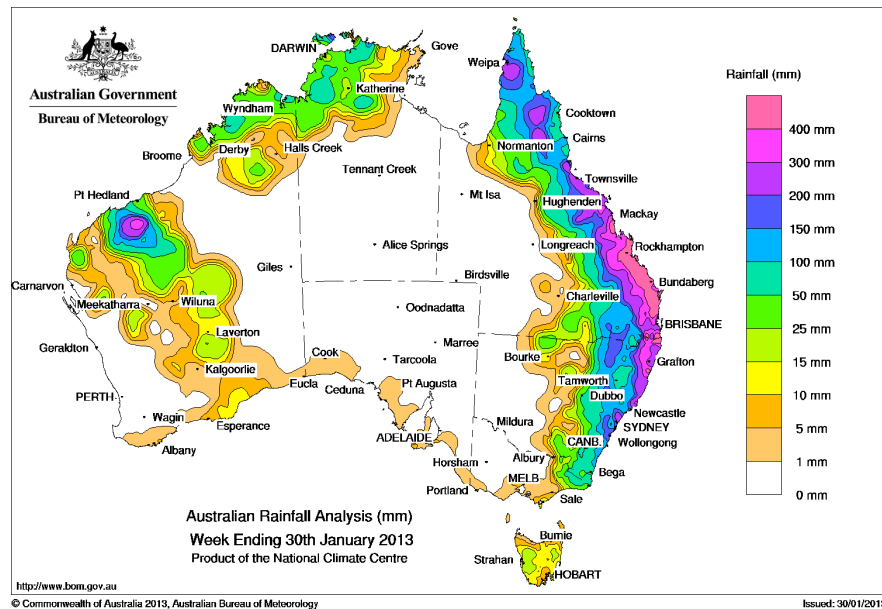 Australian Government
Bureau of Meteorology
DARWIN
Gove
Weipa
Katherine
Wyndham
Cooktown
Cairns
Normanton
Derby
Halls Creek
Broome
Tennant Creek
Townsville
Pt Hedland
Mt Isa
Hughenden
Mackay
Longreach
Alice Springs
Rockhampton
Giles
Birdsville
Carnarvon
Bundaberg
Charleville
Meekatharra
Wiluna
Oodnadatta
BRISBANE
Laverton
Marree
Geraldton
Bourke
Grafton
Cook
Tarcoola
Kalgoorlie
Eucla
Ceduna
Pt Augusta
Tamworth
Dubbo
PERTH
Newcastle
Wagin
Esperance
Mildura
SYDNEY
ADELAIDE
CANB.
Wollongong
Albany
Horsham
Albury
Bega
MELB
Portland
Sale
Burnie
Strahan
HOBART
Rainfall (mm)
400 mm
300 mm
200 mm
150 mm
100 mm
50 mm
25 mm
15 mm
10 mm
5 mm
1 mm
0 mm
Australian Rainfall Analysis (mm)
Week Ending 30th January 2013
Product of the National Climate Centre
http://www.bom.gov.au
© Commonwealth of Australia 2013, Australian Bureau of Meteorology
Issued: 30/01/2013